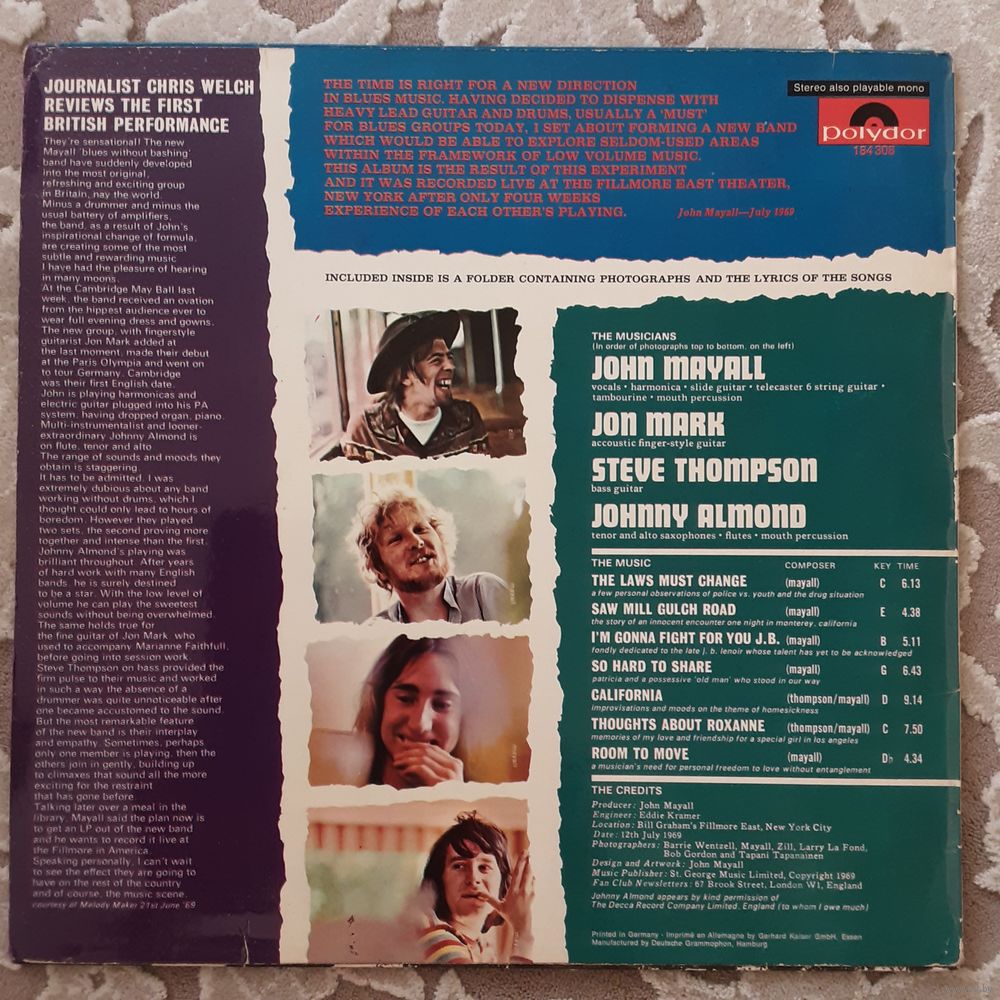 JOURNALIST CHRIS WELCH
REVIEWS THE FIRST
BRITISH PERFORMANCE
They're sensational! The new
Mayall 'blues without bashing'
band have suddenly developed
into the most original,
refreshing and exciting group
in Britain, nay the world.
Minus a drummer and minus the
usual battery of amplifiers,
the band, as a result of John's
inspirational change of formula,
are creating some of the most
subtle and rewarding music
I have had the pleasure of hearing
in many moons.
At the Cambridge May Ball last
week, the band received an ovation
from the hippest audience ever to
wear full evening dress and gowns.
The new group, with fingerstyle
guitarist Jon Mark added at
the last moment, made their debut
at the Paris Olympia and went on
to tour Germany. Cambridge
was their first English date.
John is playing harmonicas and
electric guitar plugged into his PA
system, having dropped organ, piano.
Multi-instrumentalist and looner-
extraordinary Johnny Almond is
on flute, tenor and alto
The range of sounds and moods they
obtain is staggering.
It has to be admitted, I was
extremely dubious about any band
working without drums, which I
thought could only lead to hours of
boredom. However they played
two sets, the second proving more
together and intense than the first.
Johnny Almond's playing was
brilliant throughout. After years
of hard work with many English
bands, he is surely destined
to be a star. With the low level of
volume he can play the sweetest
sounds without being overwhelmed.
The same holds true for
the fine guitar of Jon Mark, who
used to accompany Marianne Faithfull,
before going into session work.
Steve Thompson on bass provided the
firm pulse to their music and worked
in such a way the absence of a
drummer was quite unnoticeable after
one became accustomed to the sound.
But the most remarkable feature
of the new band is their interplay
and empathy. Sometimes, perhaps
only one member is playing, then the
others join in gently, building up
to climaxes that sound all the more
exciting for the restraint
that has gone before.
Talking later over a meal in the
library, Mayall said the plan now is
to get an LP out of the new band
and he wants to record it live at
the Fillmore in America.
Speaking personally, I can't wait
to see the effect they are going to
have on the rest of the country
and of course, the music scene.
courtesy of Melody Maker 21st June '69
THE TIME IS RIGHT FOR A NEW DIRECTION
IN BLUES MUSIC. HAVING DECIDED TO DISPENSE WITH
HEAVY LEAD GUITAR AND DRUMS, USUALLY A 'MUST'
FOR BLUES GROUPS TODAY, I SET ABOUT FORMING A NEW BAND
WHICH WOULD BE ABLE TO EXPLORE SELDOM-USED AREAS
WITHIN THE FRAMEWORK OF LOW VOLUME MUSIC.
THIS ALBUM IS THE RESULT OF THIS EXPERIMENT
AND IT WAS RECORDED LIVE AT THE FILLMORE EAST THEATER,
NEW YORK AFTER ONLY FOUR WEEKS
EXPERIENCE OF EACH OTHER'S PLAYING. John Mayall—July 1969
Stereo also playable mono
polydor
184 308
INCLUDED INSIDE IS A FOLDER CONTAINING PHOTOGRAPHS AND THE LYRICS OF THE SONGS
THE MUSICIANS
(In order of photographs top to bottom, on the left)
JOHN MAYALL
vocals • harmonica • slide guitar • telecaster 6 string guitar •
tambourine • mouth percussion
JON MARK
accoustic finger-style guitar
STEVE THOMPSON
bass guitar
JOHNNY ALMOND
tenor and alto saxophones • flutes • mouth percussion
THE MUSIC COMPOSER KEY TIME
THE LAWS MUST CHANGE (mayall) C 6.13
a few personal observations of police vs. youth and the drug situation
SAW MILL GULCH ROAD (mayall) E 4.38
the story of an innocent encounter one night in monterey, california
I'M GONNA FIGHT FOR YOU J.B. (mayall) B 5.11
fondly dedicated to the late j. b. lenoir whose talent has yet to be acknowledged
SO HARD TO SHARE (mayall) G 6.43
patricia and a possessive 'old man' who stood in our way
CALIFORNIA (thompson/mayall) D 9.14
improvisations and moods on the theme of homesickness
THOUGHTS ABOUT ROXANNE (thompson/mayall) C 7.50
memories of my love and friendship for a special girl in los angeles
ROOM TO MOVE (mayall) D♭ 4.34
a musician's need for personal freedom to love without entanglement
THE CREDITS
Producer: John Mayall
Engineer: Eddie Kramer
Location: Bill Graham's Fillmore East, New York City
Date: 12th July 1969
Photographers: Barrie Wentzell, Mayall, Zill, Larry La Fond,
Bob Gordon and Tapani Tapanainen
Design and Artwork: John Mayall
Music Publisher: St. George Music Limited, Copyright 1969
Fan Club Newsletters: 67 Brook Street, London W1, England
Johnny Almond appears by kind permission of
The Decca Record Company Limited, England (to whom I owe much)
Printed in Germany - Imprimé en Allemagne by Gerhard Kaiser GmbH, Essen
Manufactured by Deutsche Grammophon, Hamburg